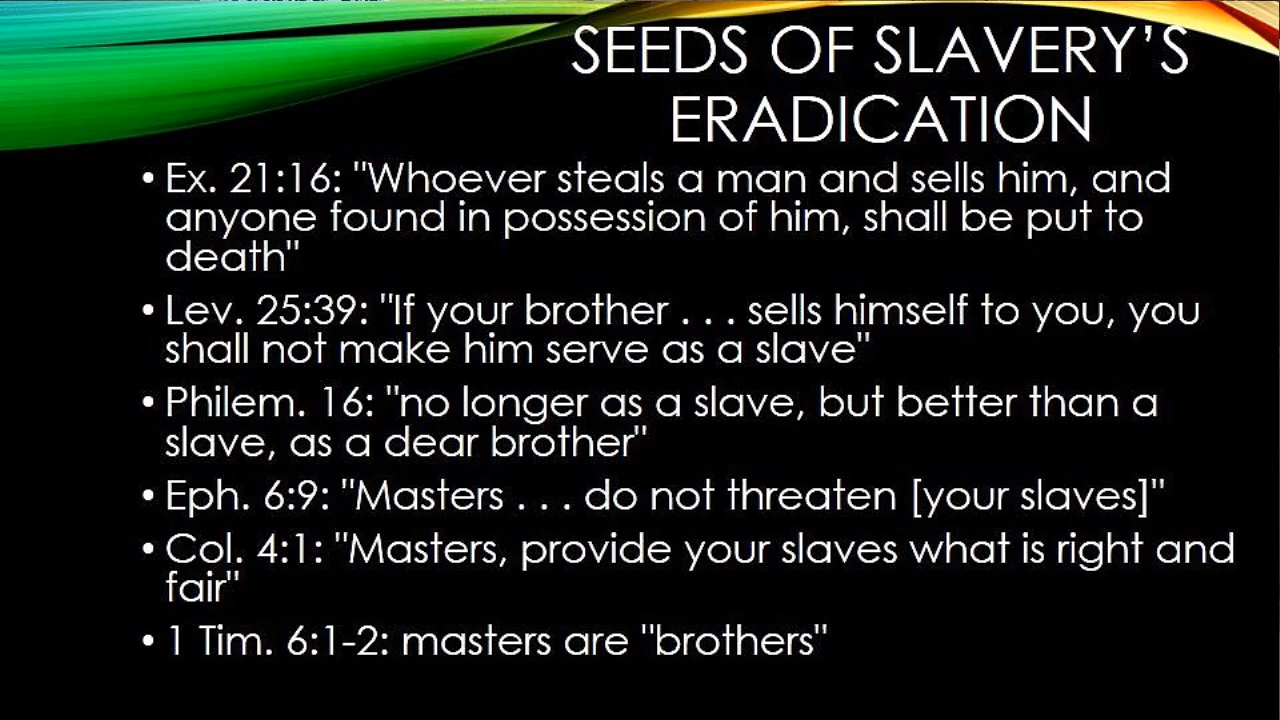 SEEDS OF SLAVERY’S
ERADICATION
• Ex. 21:16: "Whoever steals a man and sells him, and
anyone found in possession of him, shall be put to
death"
• Lev. 25:39: "If your brother . . . sells himself to you, you
shall not make him serve as a slave"
• Philem. 16: "no longer as a slave, but better than a
slave, as a dear brother"
• Eph. 6:9: "Masters . . . do not threaten [your slaves]"
• Col. 4:1: "Masters, provide your slaves what is right and
fair"
• 1 Tim. 6:1-2: masters are "brothers"